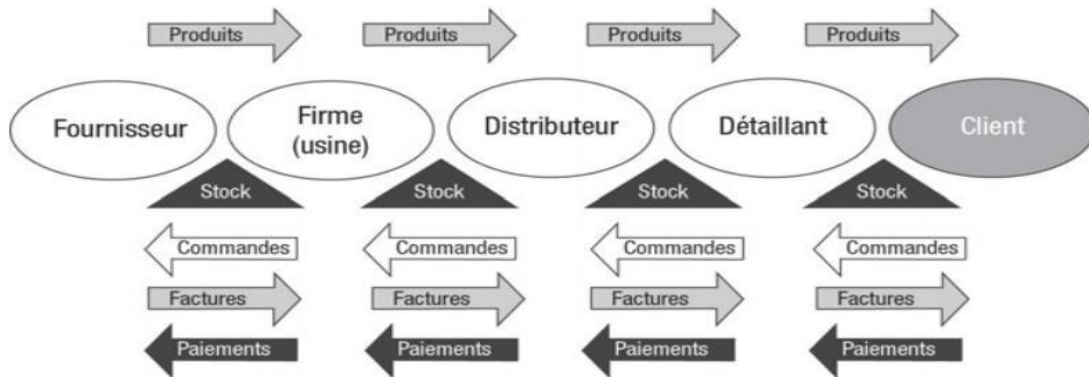 Produits Produits Produits Produits
Fournisseur Firme (usine) Distributeur Détaillant Client
Stock Stock Stock Stock
Commandes Commandes Commandes Commandes
Factures Factures Factures Factures
Paiements Paiements Paiements Paiements